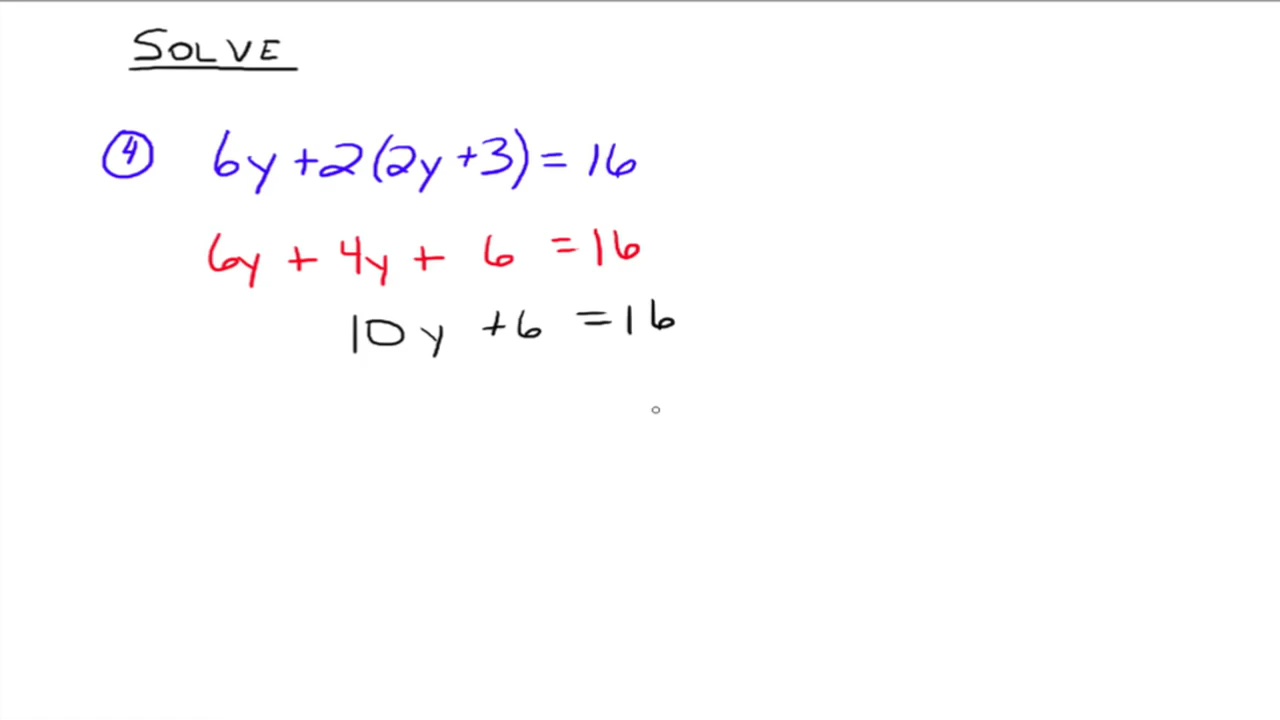 SOLVE
④ 6y +2(2y +3) = 16
6y + 4y + 6 = 16
10y +6 = 16